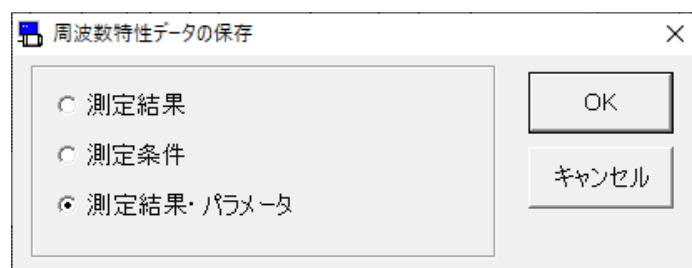 周波数特性データの保存
測定結果
OK
測定条件
キャンセル
測定結果・パラメータ